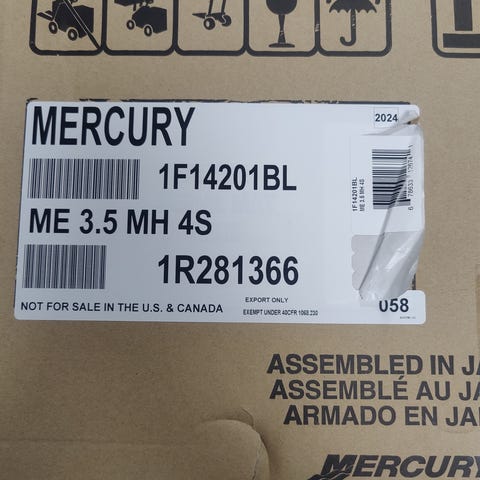 MERCURY
2024
1F14201BL
1F14201BL
ME 3.5 MH 4S
ME 3.5 MH 4S
1R281366
NOT FOR SALE IN THE U.S. & CANADA
EXPORT ONLY
EXEMPT UNDER 40CFR 1068.230
058
ASSEMBLED IN JA
ASSEMBLÉ AU JA
ARMADO EN JA
MERCURY